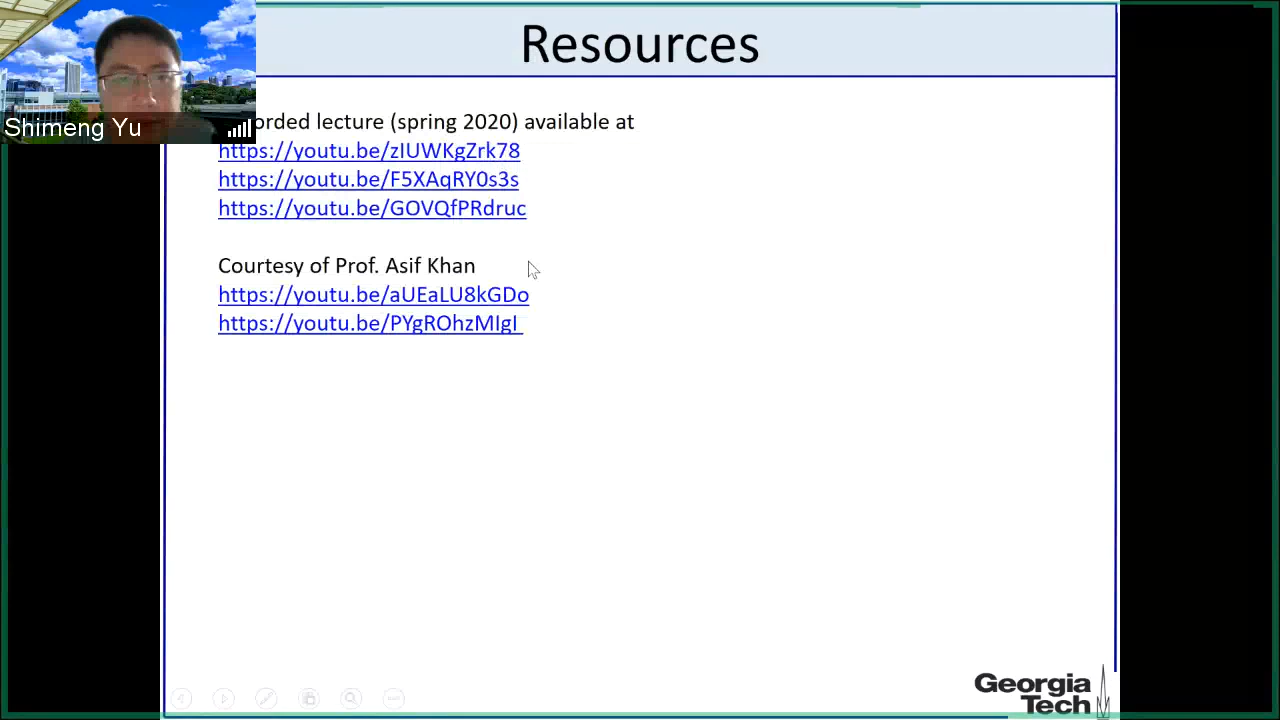 Resources
Shimeng Yu
orded lecture (spring 2020) available at
https://youtu.be/zIUWKgZrk78
https://youtu.be/F5XAqRY0s3s
https://youtu.be/GOVQfPRdruc
Courtesy of Prof. Asif Khan
https://youtu.be/aUEaLU8kGDo
https://youtu.be/PYgROhzMIgI
Georgia
Tech